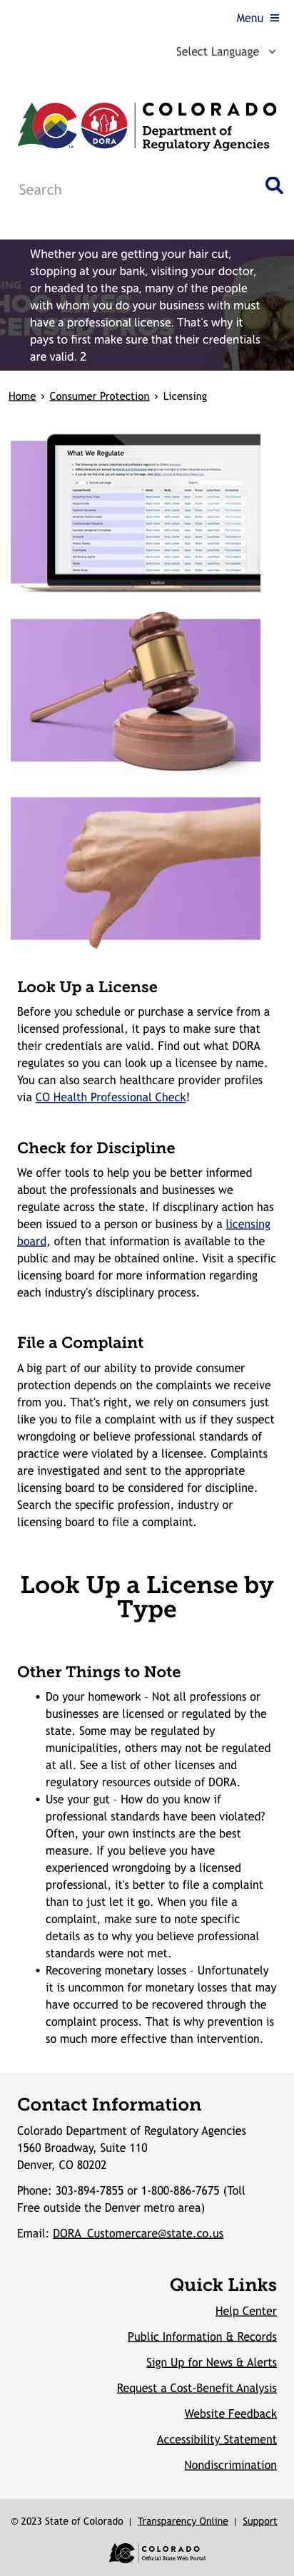 Menu
Select Language
COLORADO
Department of
Regulatory Agencies
DORA
Search
Whether you are getting your hair cut,
stopping at your bank, visiting your doctor,
or headed to the spa, many of the people
with whom you do your business with must
have a professional license. That's why it
pays to first make sure that their credentials
are valid. 2
Home › Consumer Protection › Licensing
What We Regulate
Look Up a License
Before you schedule or purchase a service from a
licensed professional, it pays to make sure that
their credentials are valid. Find out what DORA
regulates so you can look up a licensee by name.
You can also search healthcare provider profiles
via CO Health Professional Check!
Check for Discipline
We offer tools to help you be better informed
about the professionals and businesses we
regulate across the state. If discplinary action has
been issued to a person or business by a licensing
board, often that information is available to the
public and may be obtained online. Visit a specific
licensing board for more information regarding
each industry's disciplinary process.
File a Complaint
A big part of our ability to provide consumer
protection depends on the complaints we receive
from you. That's right, we rely on consumers just
like you to file a complaint with us if they suspect
wrongdoing or believe professional standards of
practice were violated by a licensee. Complaints
are investigated and sent to the appropriate
licensing board to be considered for discipline.
Search the specific profession, industry or
licensing board to file a complaint.
Look Up a License by
Type
Other Things to Note
• Do your homework - Not all professions or
businesses are licensed or regulated by the
state. Some may be regulated by
municipalities, others may not be regulated
at all. See a list of other licenses and
regulatory resources outside of DORA.
• Use your gut - How do you know if
professional standards have been violated?
Often, your own instincts are the best
measure. If you believe you have
experienced wrongdoing by a licensed
professional, it's better to file a complaint
than to just let it go. When you file a
complaint, make sure to note specific
details as to why you believe professional
standards were not met.
• Recovering monetary losses - Unfortunately
it is uncommon for monetary losses that may
have occurred to be recovered through the
complaint process. That is why prevention is
so much more effective than intervention.
Contact Information
Colorado Department of Regulatory Agencies
1560 Broadway, Suite 110
Denver, CO 80202
Phone: 303-894-7855 or 1-800-886-7675 (Toll
Free outside the Denver metro area)
Email: DORA_Customercare@state.co.us
Quick Links
Help Center
Public Information & Records
Sign Up for News & Alerts
Request a Cost-Benefit Analysis
Website Feedback
Accessibility Statement
Nondiscrimination
© 2023 State of Colorado | Transparency Online | Support
COLORADO
Official State Web Portal